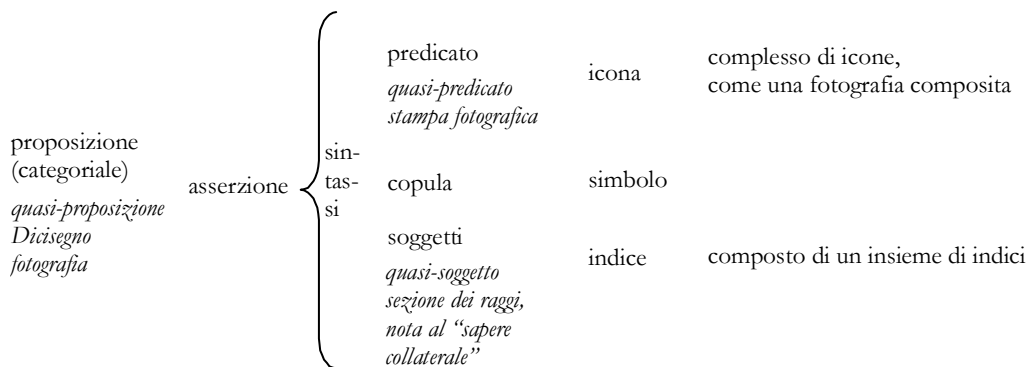 proposizione
(categoriale)
quasi-proposizione
Dicisegno
fotografia
asserzione
sin-
tas-
si
predicato
quasi-predicato
stampa fotografica
icona
complesso di icone,
come una fotografia composita
copula
simbolo
soggetti
quasi-soggetto
sezione dei raggi,
nota al “sapere
collaterale”
indice
composto di un insieme di indici